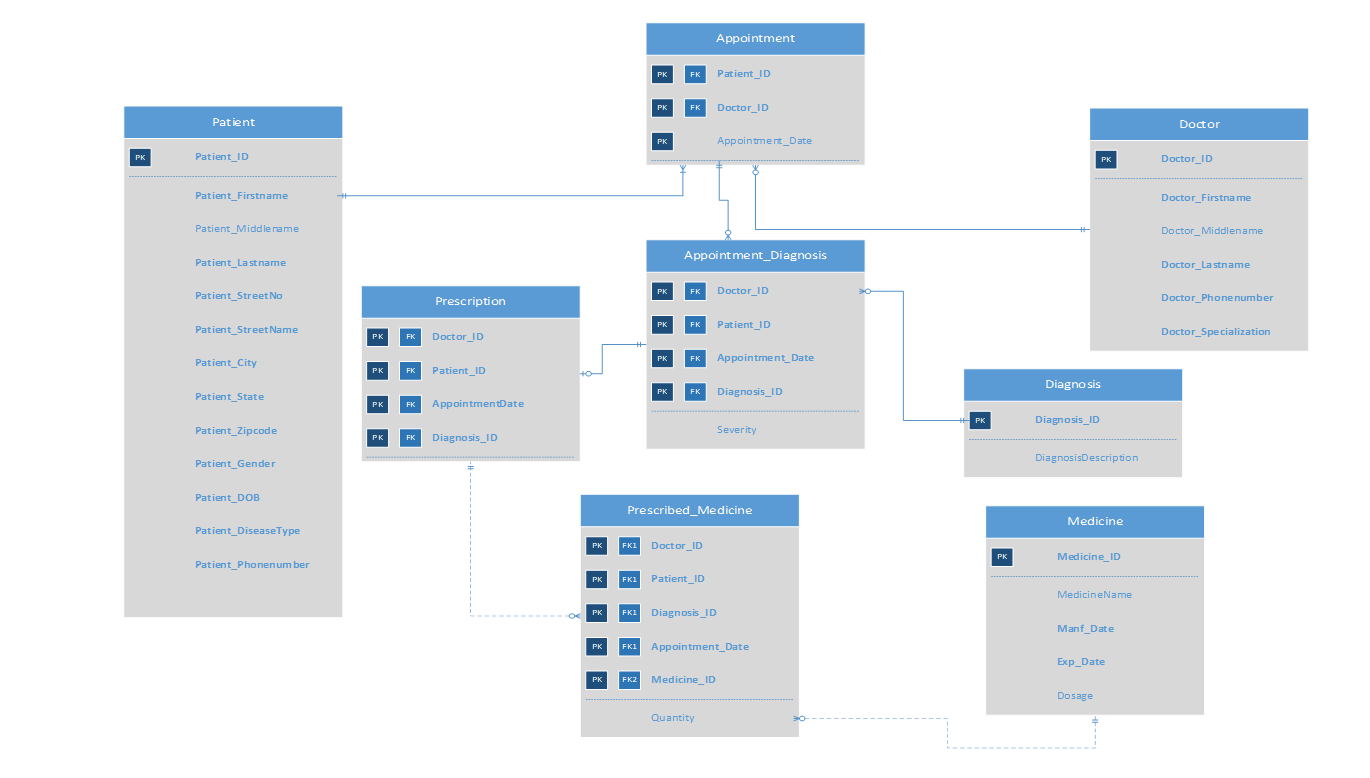 Appointment
PK FK Patient_ID
PK FK Doctor_ID
PK Appointment_Date
Patient
PK Patient_ID
Patient_Firstname
Patient_Middlename
Patient_Lastname
Patient_StreetNo
Patient_StreetName
Patient_City
Patient_State
Patient_Zipcode
Patient_Gender
Patient_DOB
Patient_DiseaseType
Patient_Phonenumber
Doctor
PK Doctor_ID
Doctor_Firstname
Doctor_Middlename
Doctor_Lastname
Doctor_Phonenumber
Doctor_Specialization
Appointment_Diagnosis
PK FK Doctor_ID
PK FK Patient_ID
PK FK Appointment_Date
PK FK Diagnosis_ID
Severity
Prescription
PK FK Doctor_ID
PK FK Patient_ID
PK FK AppointmentDate
PK FK Diagnosis_ID
Diagnosis
PK Diagnosis_ID
DiagnosisDescription
Prescribed_Medicine
PK FK1 Doctor_ID
PK FK1 Patient_ID
PK FK1 Diagnosis_ID
PK FK1 Appointment_Date
PK FK2 Medicine_ID
Quantity
Medicine
PK Medicine_ID
MedicineName
Manf_Date
Exp_Date
Dosage